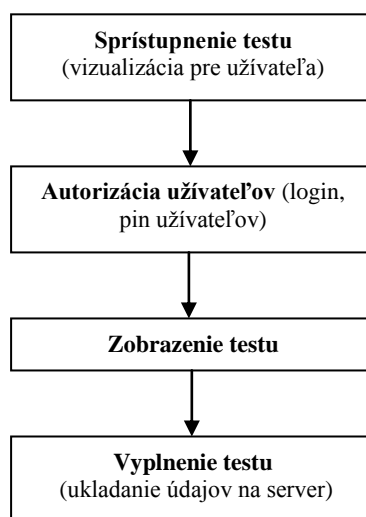 Sprístupnenie testu
(vizualizácia pre užívateľa)
Autorizácia užívateľov (login,
pin užívateľov)
Zobrazenie testu
Vyplnenie testu
(ukladanie údajov na server)